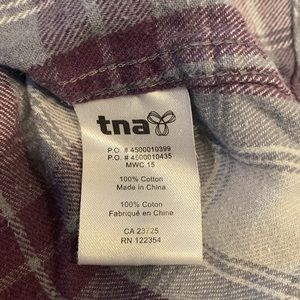 tna
P.O. # 4500010399
P.O. # 4500010435
MWC 15
100% Cotton
Made in China
100% Coton
Fabriqué en Chine
CA 23725
RN 122354